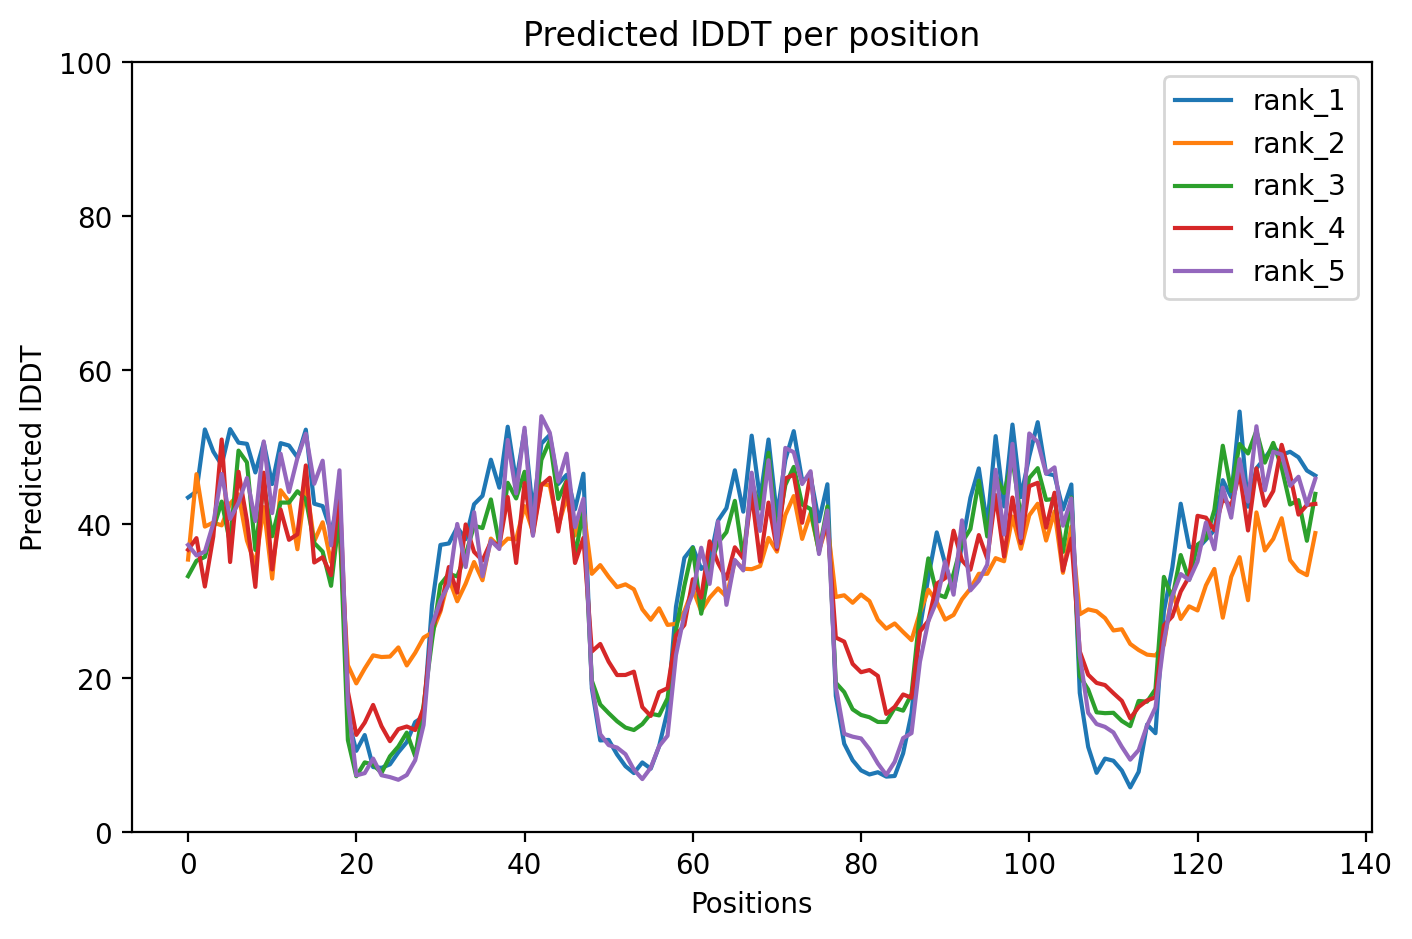 Predicted lDDT per position
100
80
60
40
20
0
Predicted lDDT
0 20 40 60 80 100 120 140
Positions
rank_1
rank_2
rank_3
rank_4
rank_5